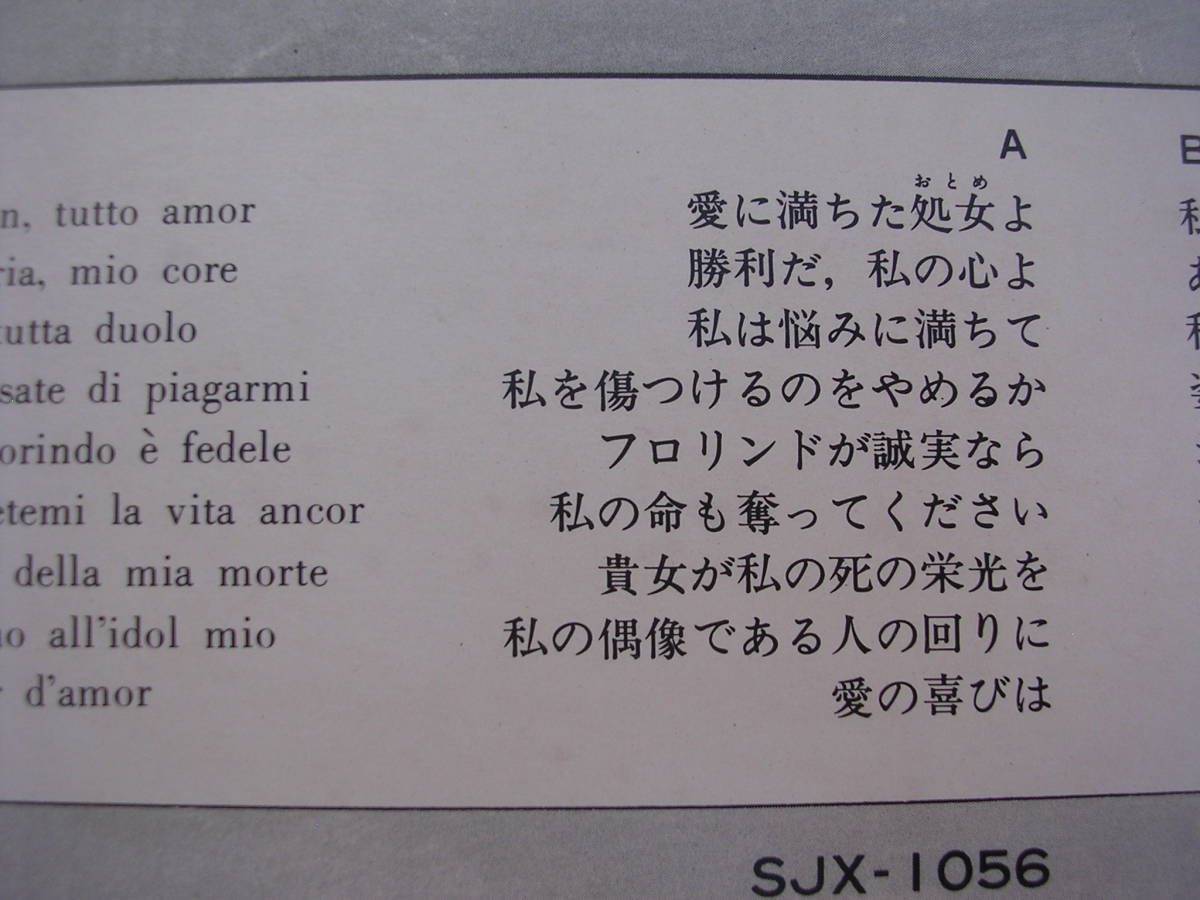 A
B
n, tutto amor 愛に満ちた処女よ
おとめ
ria, mio core 勝利だ，私の心よ
tutta duolo 私は悩みに満ちて
sate di piagarmi 私を傷つけるのをやめるか
orindo è fedele フロリンドが誠実なら
etemi la vita ancor 私の命も奪ってください
della mia morte 貴女が私の死の栄光を
no all'idol mio 私の偶像である人の回りに
r d'amor 愛の喜びは
SJX-1056